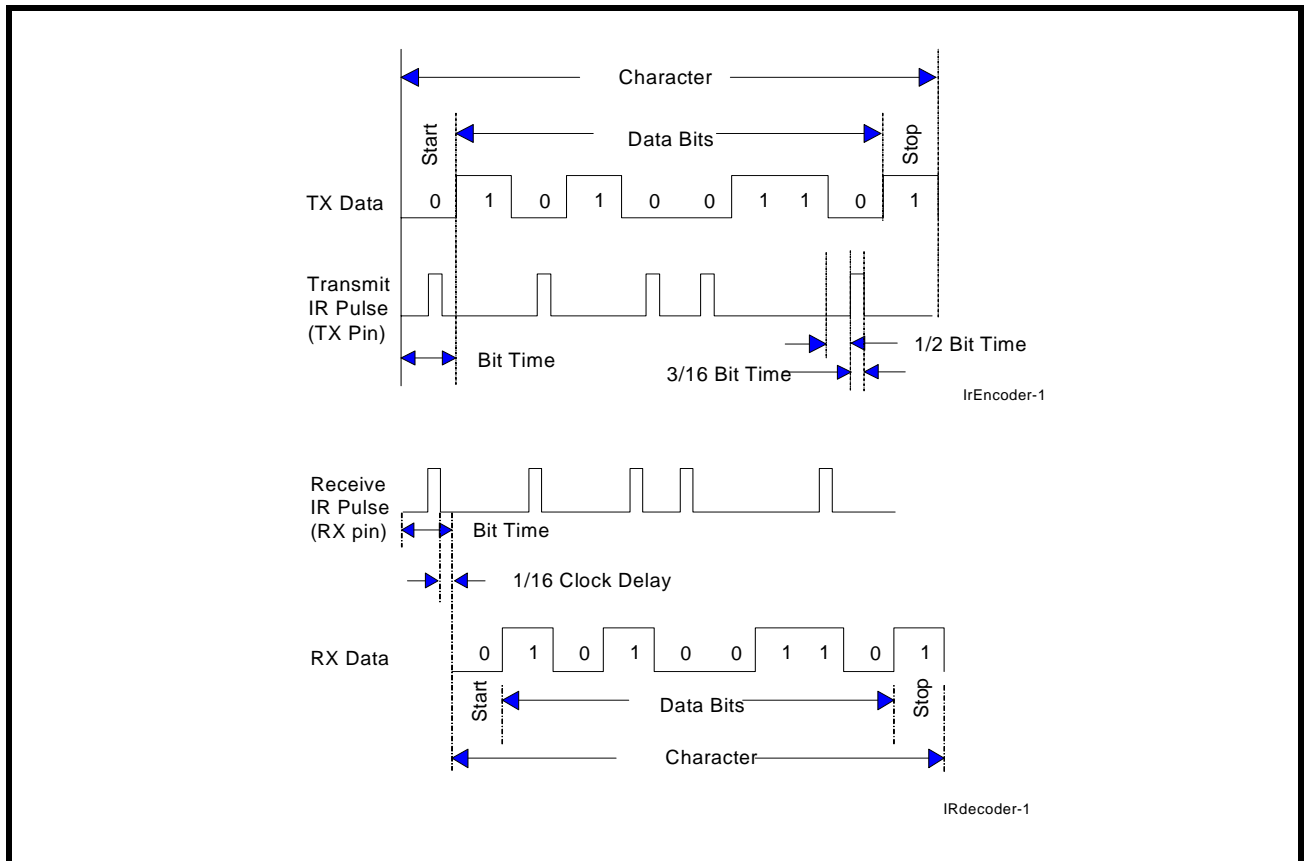 Character
Start
Data Bits
Stop
TX Data
0 1 0 1 0 0 1 1 0 1
Transmit
IR Pulse
(TX Pin)
1/2 Bit Time
Bit Time
3/16 Bit Time
IrEncoder-1
Receive
IR Pulse
(RX pin)
Bit Time
1/16 Clock Delay
RX Data
0 1 0 1 0 0 1 1 0 1
Start
Data Bits
Stop
Character
IRdecoder-1